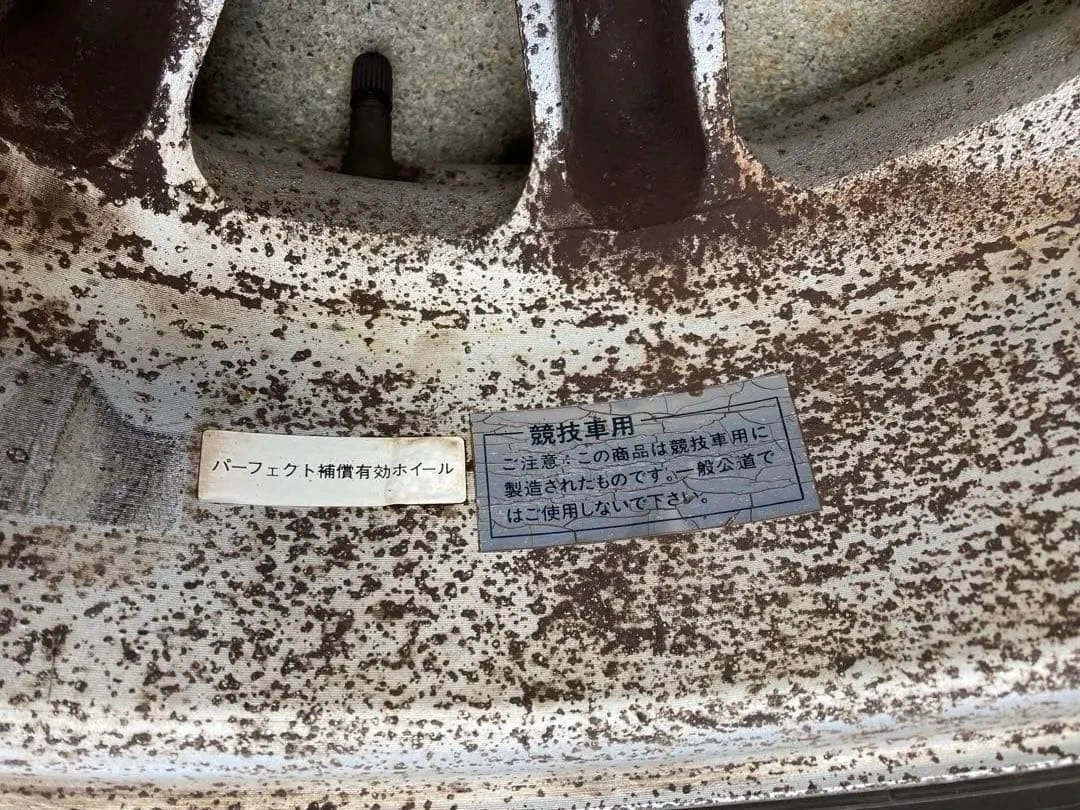 パーフェクト補償有効ホイール
競技車用
ご注意:この商品は競技車用に
製造されたものです。一般公道で
はご使用しないで下さい。